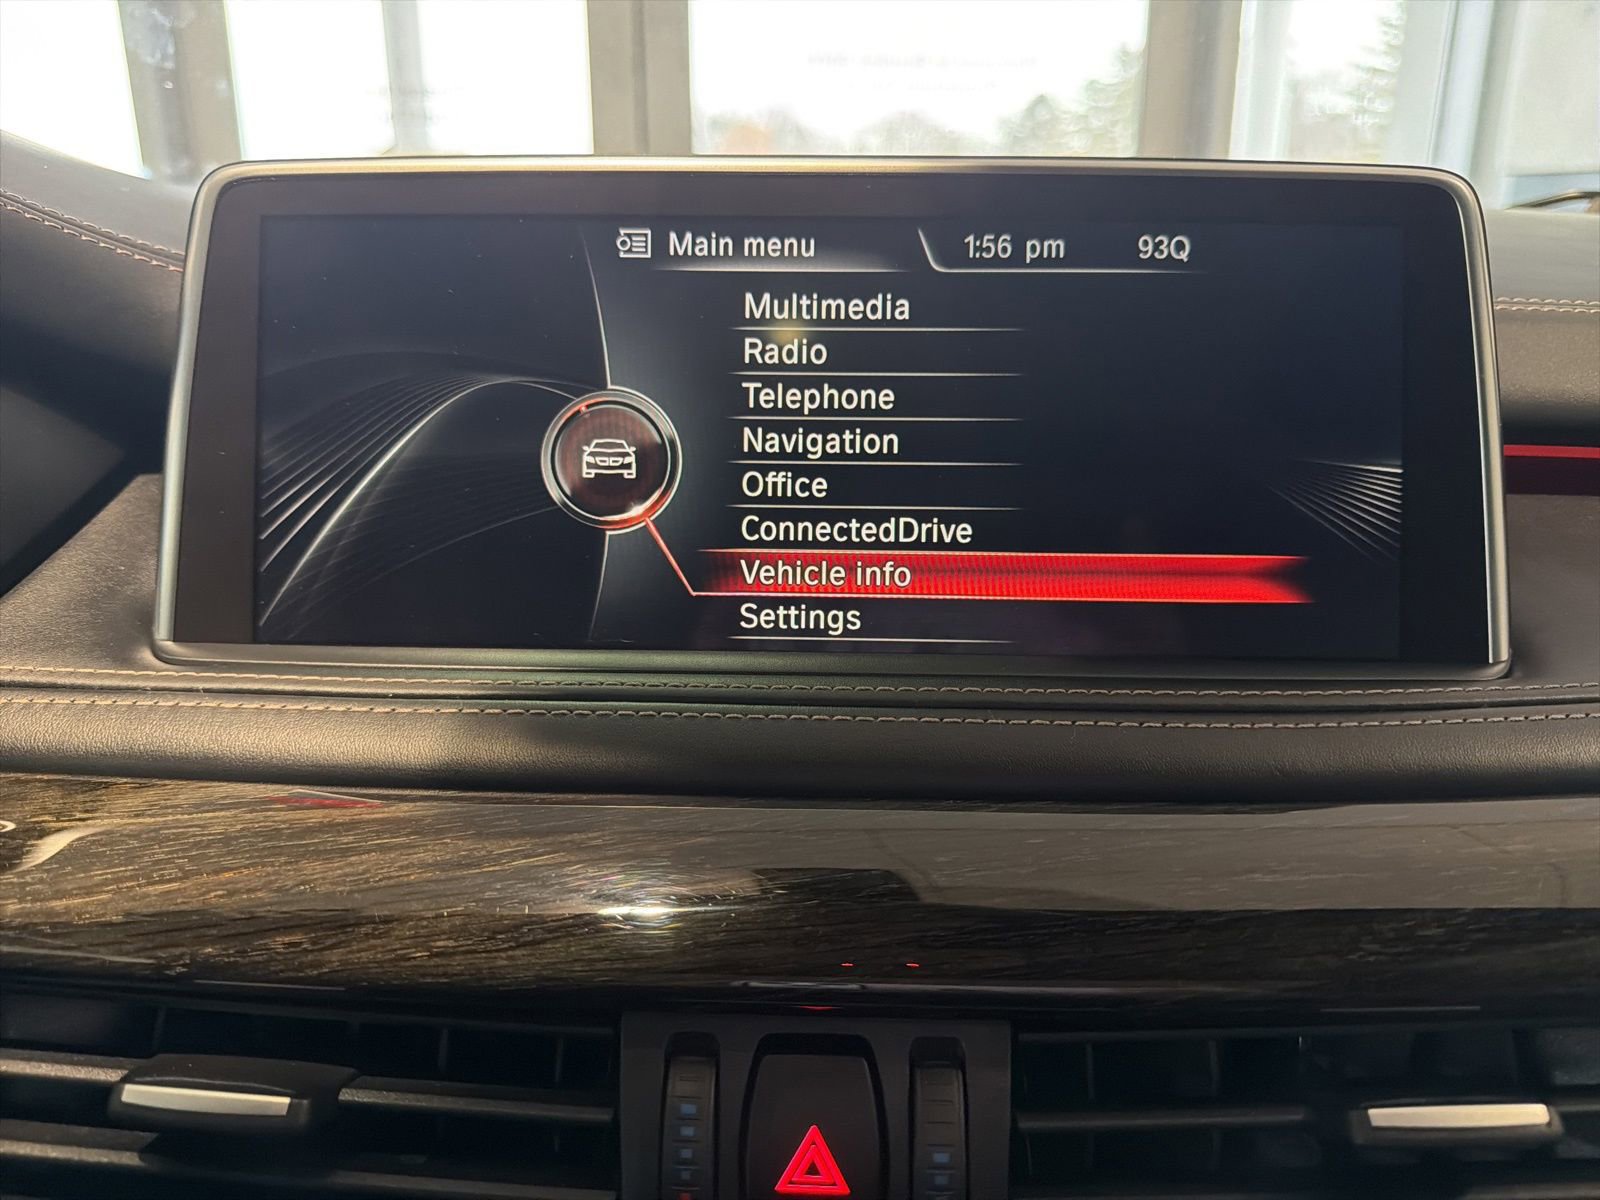 Main menu 1:56 pm 93Q
Multimedia
Radio
Telephone
Navigation
Office
ConnectedDrive
Vehicle info
Settings